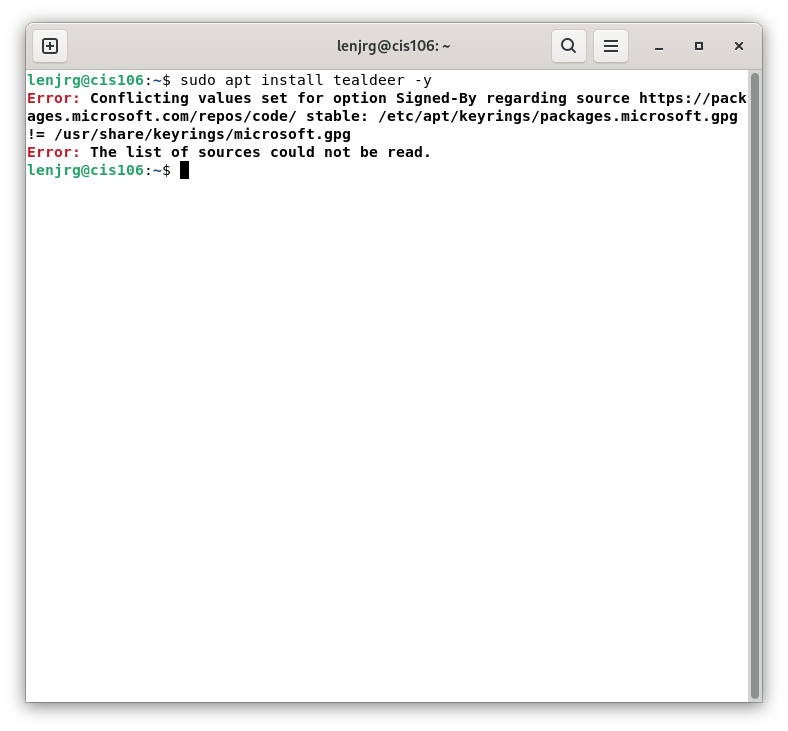 lenjrg@cis106: ~
lenjrg@cis106:~$ sudo apt install tealdeer -y
Error: Conflicting values set for option Signed-By regarding source https://pack
ages.microsoft.com/repos/code/ stable: /etc/apt/keyrings/packages.microsoft.gpg
!= /usr/share/keyrings/microsoft.gpg
Error: The list of sources could not be read.
lenjrg@cis106:~$